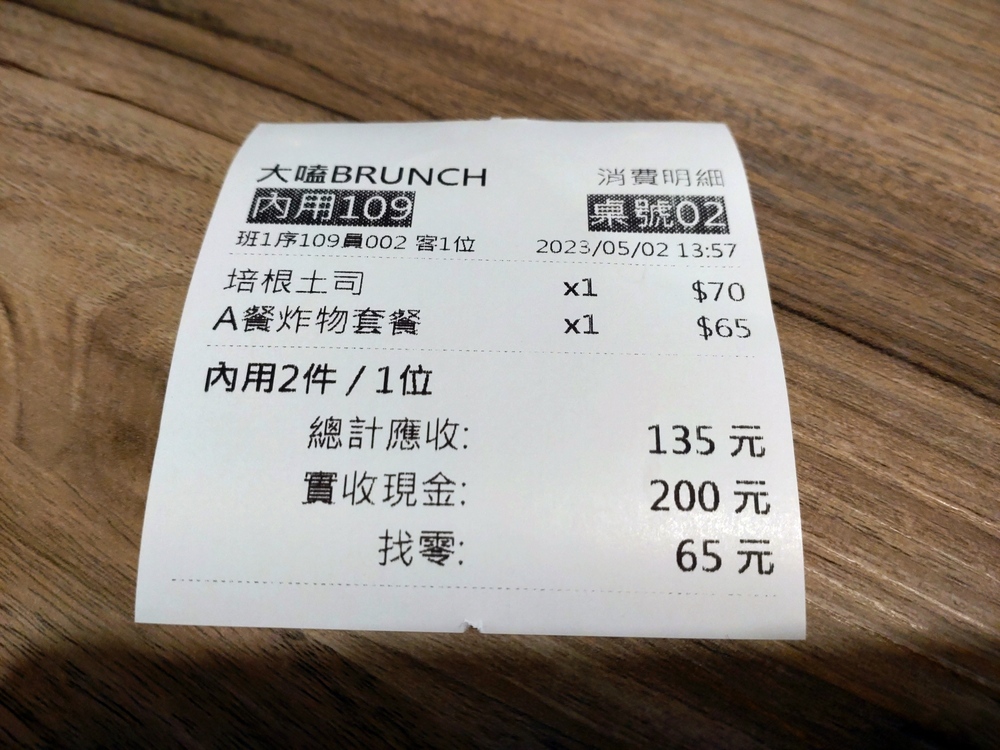 大嗑BRUNCH 消費明細
內用109 桌號02
班1序109員002 客1位 2023/05/02 13:57
培根土司 x1 $70
A餐炸物套餐 x1 $65
內用2件 / 1位
總計應收: 135 元
實收現金: 200 元
找零: 65 元